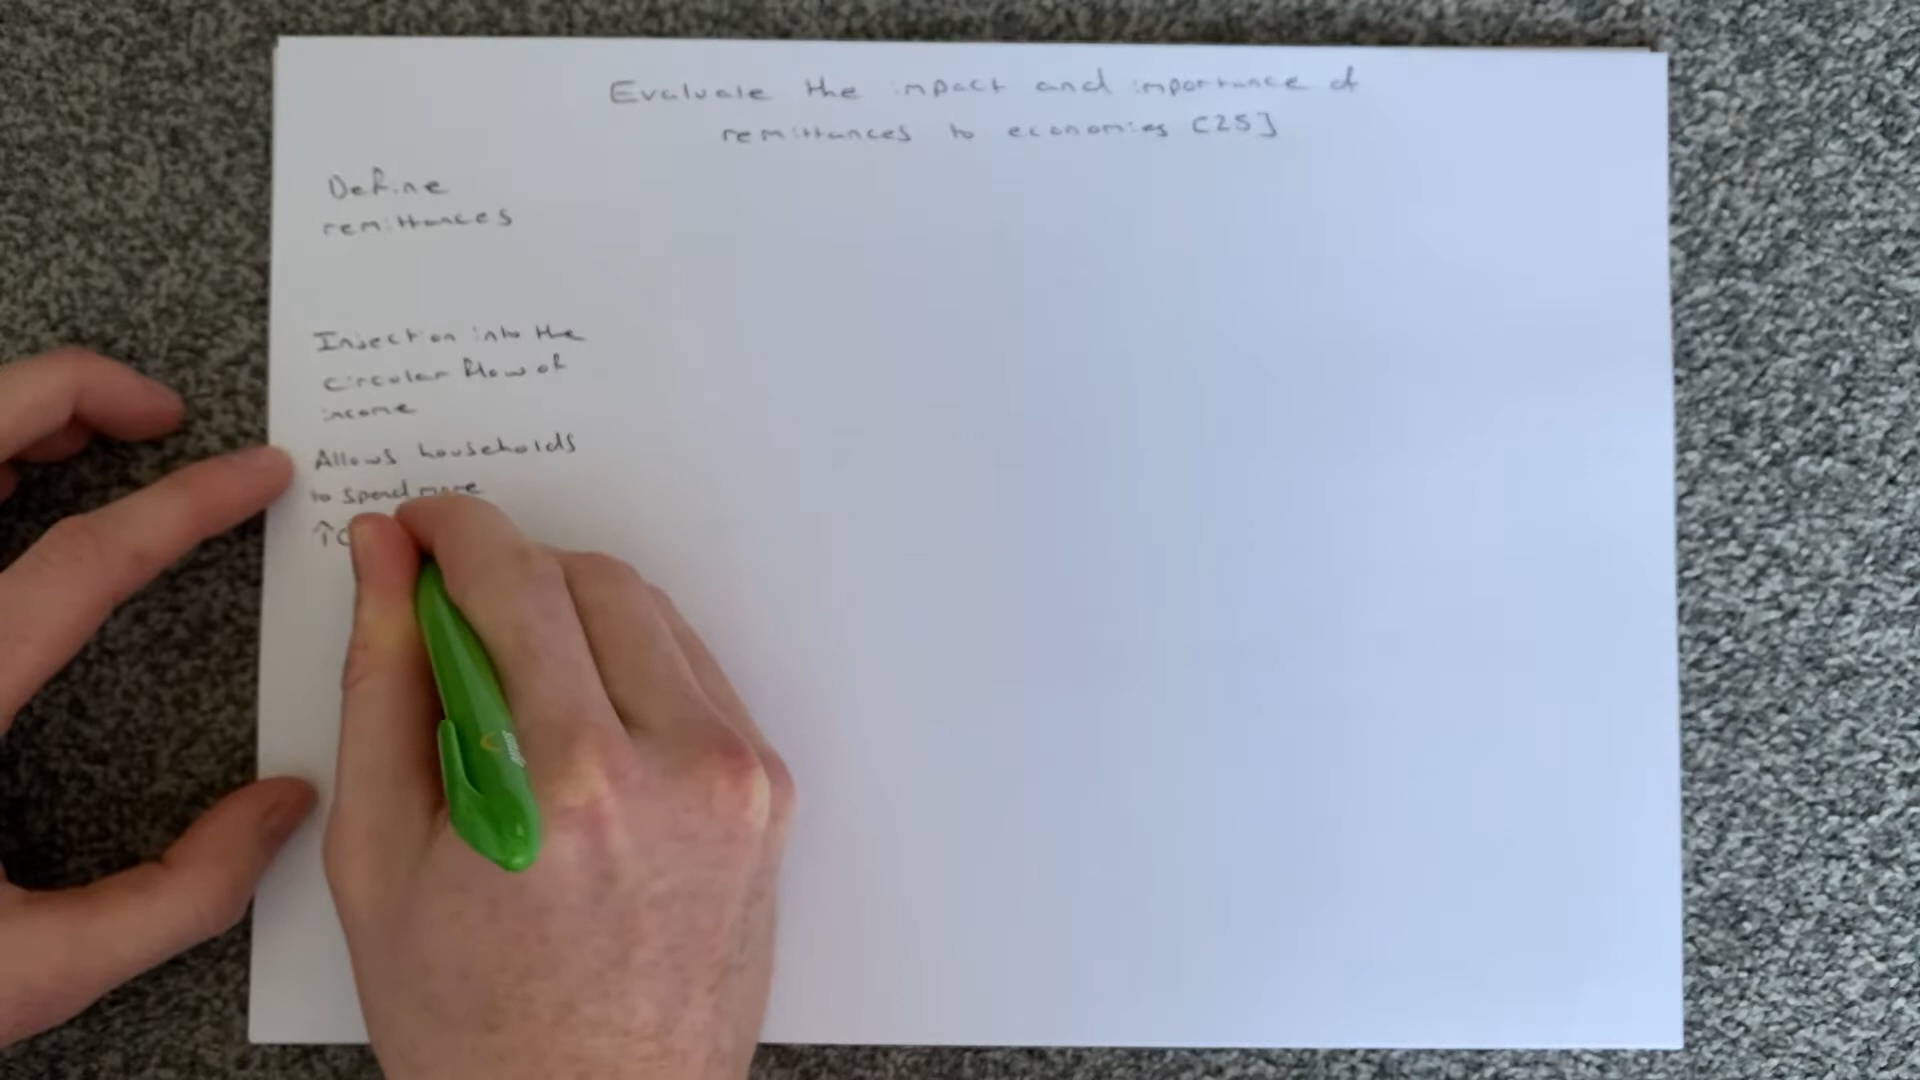 Evaluate the impact and importance of
remittances to economies [25]
Define
remittances
Injection into the
circular flow of
income
Allows households
to spend more
↑C